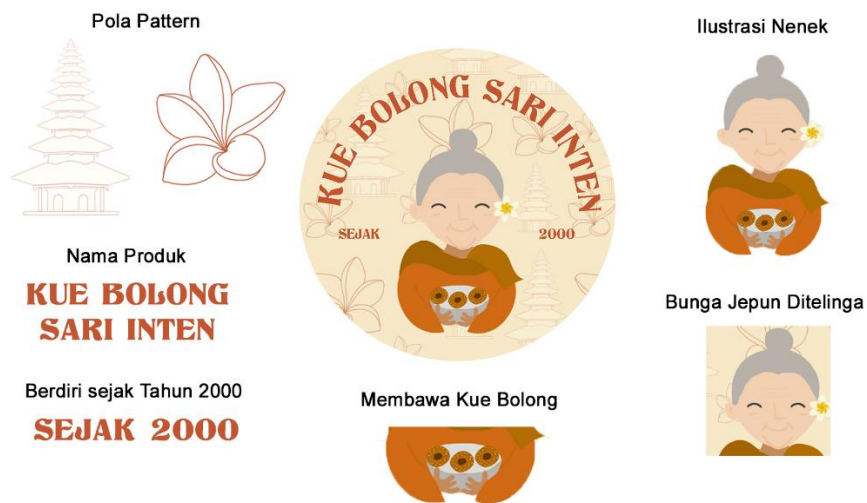 Pola Pattern
Ilustrasi Nenek
KUE BOLONG SARI INTEN
SEJAK
2000
Nama Produk
KUE BOLONG
SARI INTEN
Bunga Jepun Ditelinga
Berdiri sejak Tahun 2000
SEJAK 2000
Membawa Kue Bolong